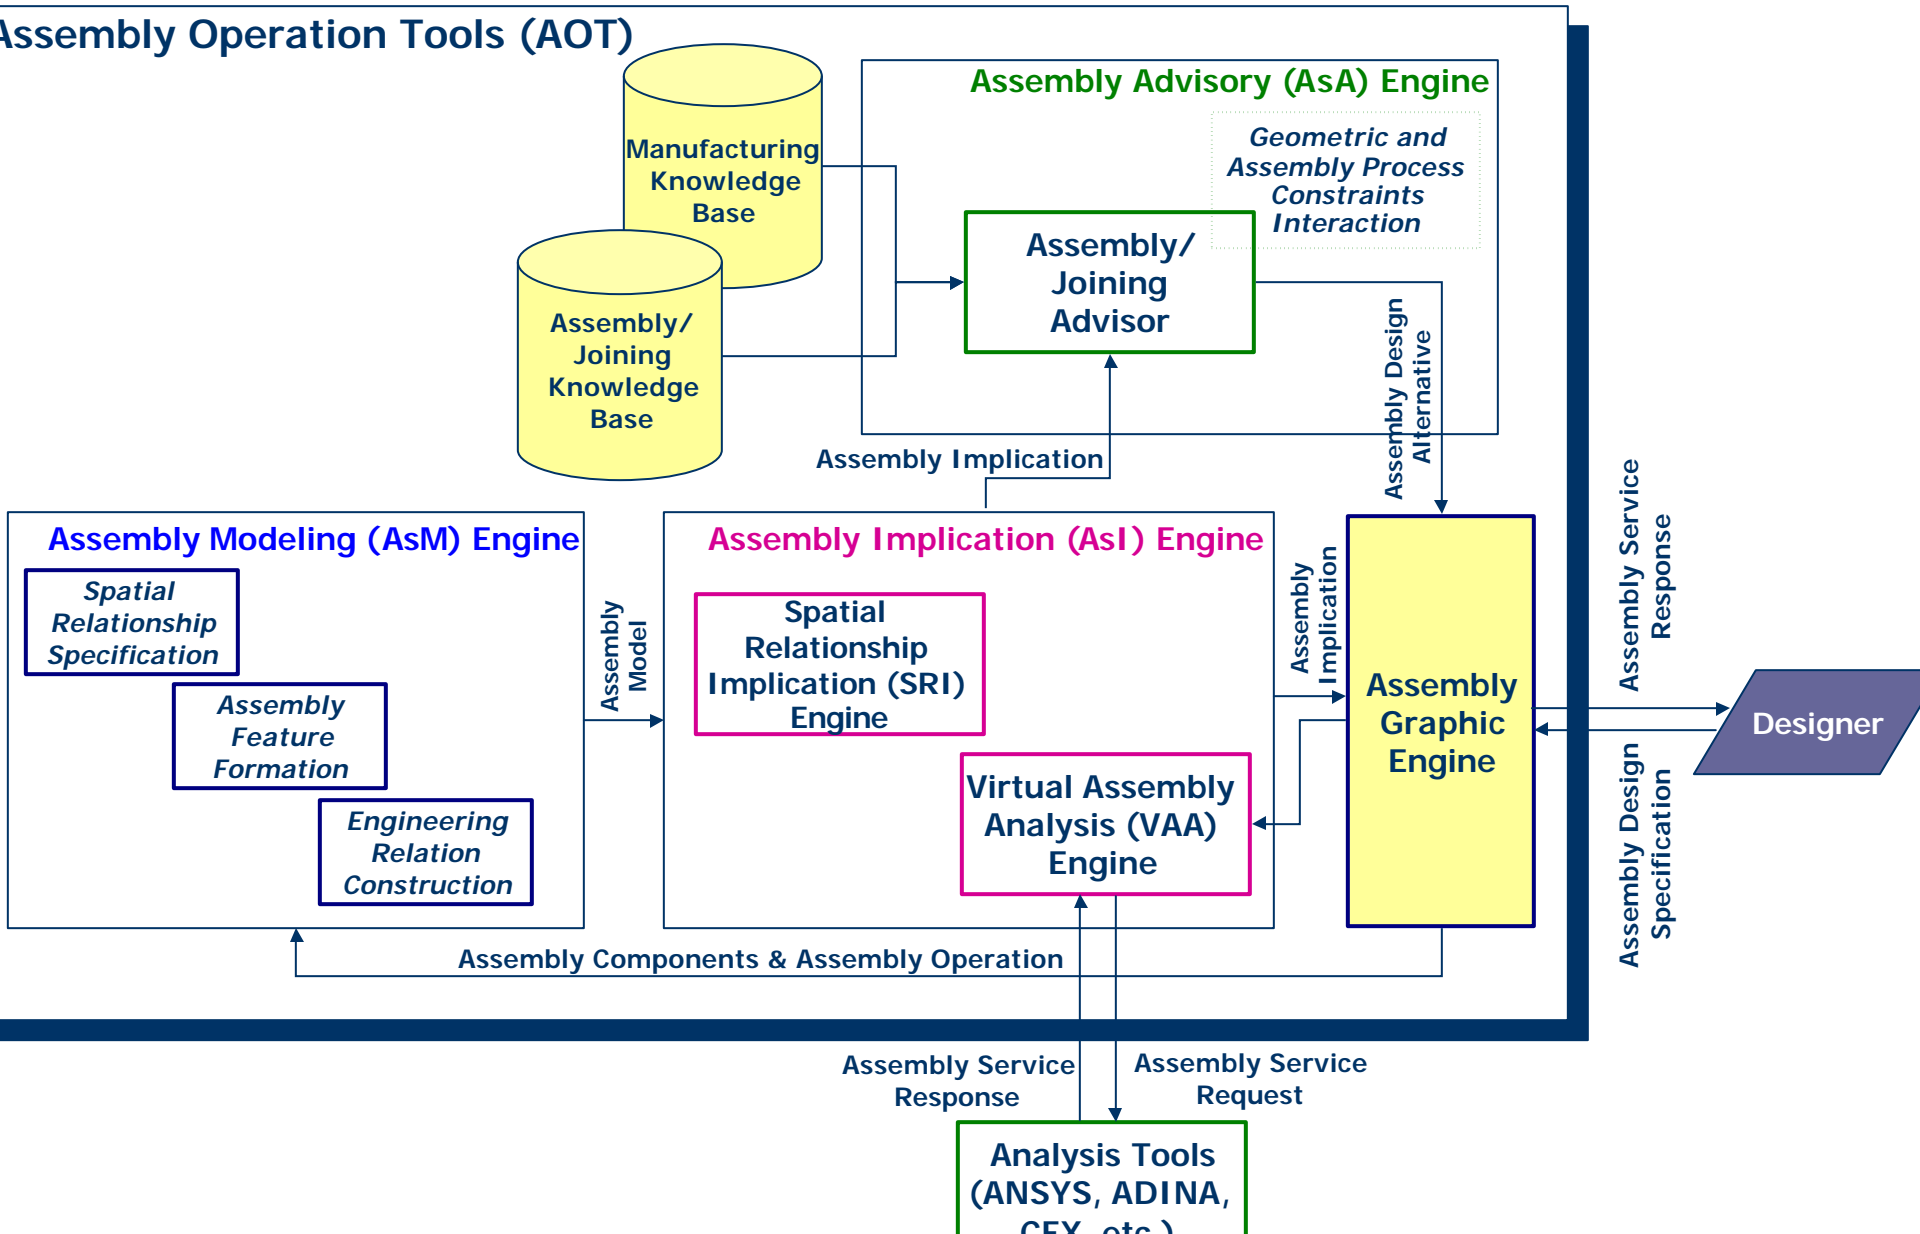 Assembly Operation Tools (AOT)
Manufacturing
Knowledge
Base
Assembly/
Joining
Knowledge
Base
Assembly Advisory (AsA) Engine
Geometric and
Assembly Process
Constraints
Interaction
Assembly/
Joining
Advisor
Assembly Design
Alternative
Assembly Implication
Assembly Modeling (AsM) Engine
Spatial
Relationship
Specification
Assembly
Feature
Formation
Engineering
Relation
Construction
Assembly
Model
Assembly Implication (AsI) Engine
Spatial
Relationship
Implication (SRI)
Engine
Virtual Assembly
Analysis (VAA)
Engine
Assembly
Implication
Assembly
Graphic
Engine
Assembly Service
Response
Designer
Assembly Design
Specification
Assembly Components & Assembly Operation
Assembly Service
Response
Assembly Service
Request
Analysis Tools
(ANSYS, ADINA,
CFX, etc.)